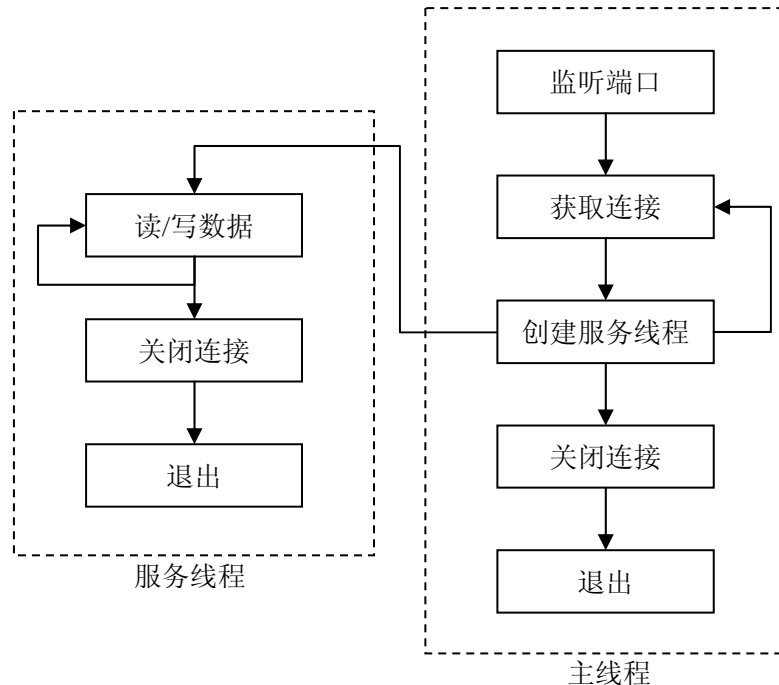 监听端口
获取连接
创建服务线程
关闭连接
退出
主线程
读/写数据
关闭连接
退出
服务线程